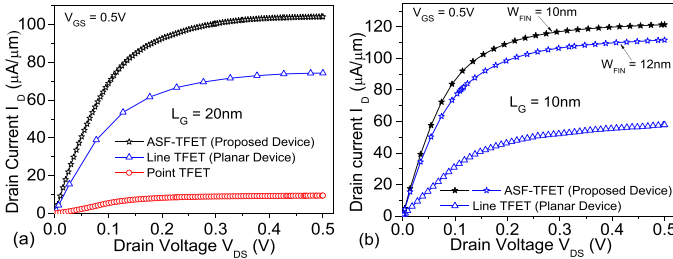 V_GS = 0.5V
L_G = 20nm
ASF-TFET (Proposed Device)
Line TFET (Planar Device)
Point TFET
Drain Current I_D (µA/µm)
100
80
60
40
20
0
0.0 0.1 0.2 0.3 0.4 0.5
(a) Drain Voltage V_DS (V)
V_GS = 0.5V
W_FIN = 10nm
W_FIN = 12nm
L_G = 10nm
ASF-TFET (Proposed Device)
Line TFET (Planar Device)
Drain current I_D (µA/µm)
120
100
80
60
40
20
0
0.0 0.1 0.2 0.3 0.4 0.5
(b) Drain Voltage V_DS (V)